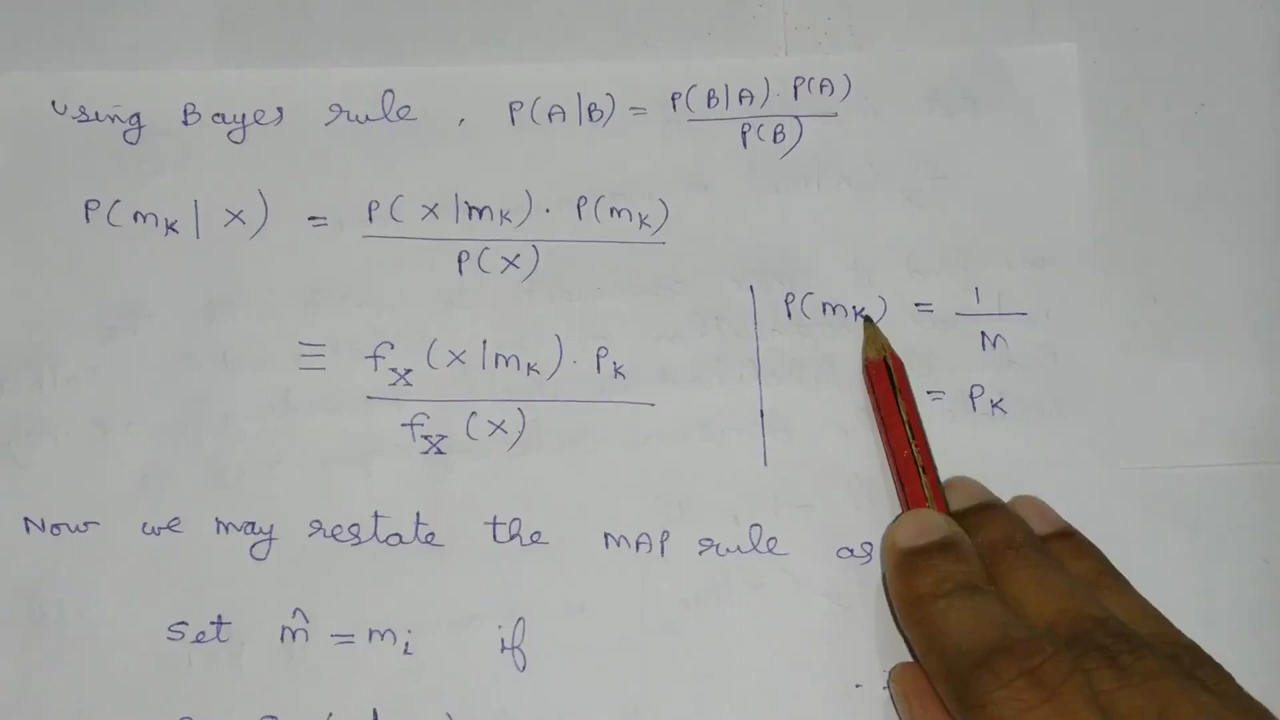 Using Bayes rule, P(A|B) = P(B|A). P(A) / P(B)
P(mK | x) = P(x|mK). P(mK) / P(x)
≡ fX (x|mK). PK / fX (x)
P(mK) = 1 / M
= PK
Now we may restate the MAP rule as
set m̂ = mi if